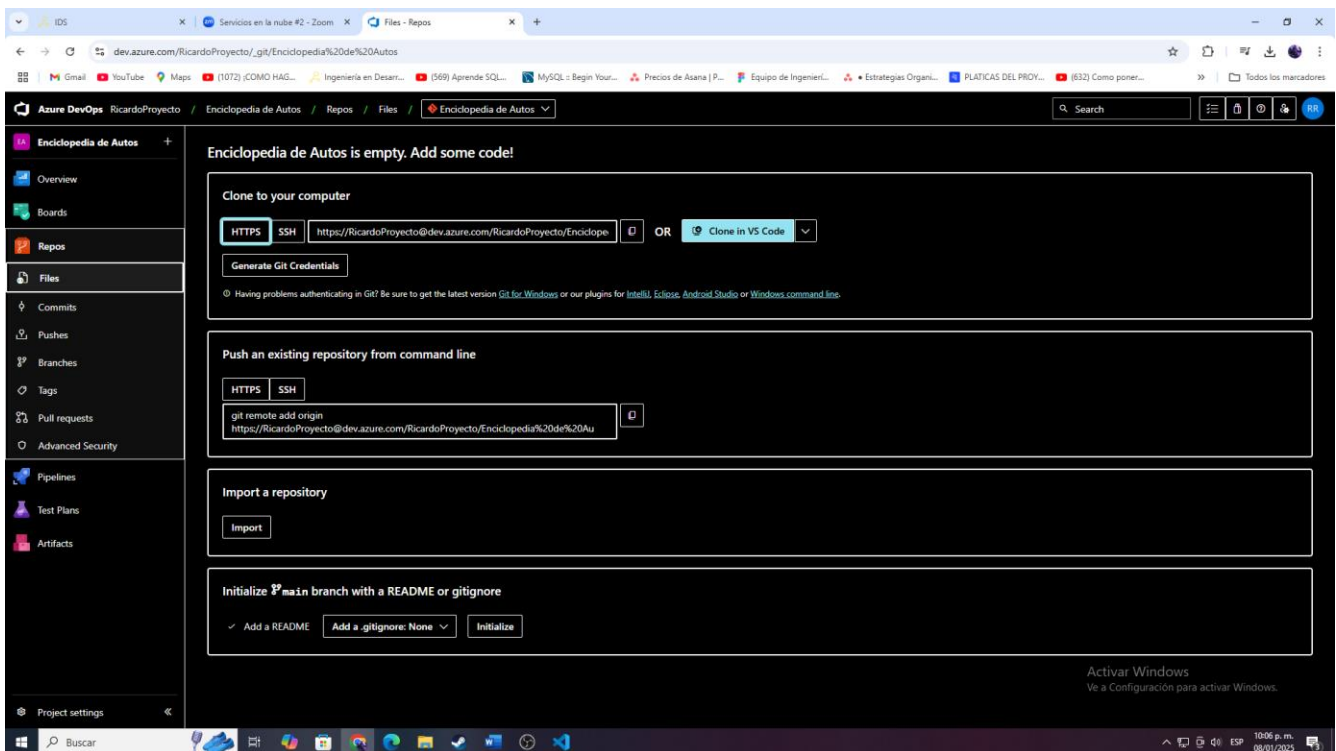 IDS
Servicios en la nube #2 - Zoom
Files - Repos
dev.azure.com/RicardoProyecto/_git/Enciclopedia%20de%20Autos
Gmail YouTube Maps (1072) ¡COMO HAG... Ingeniería en Desarr... (569) Aprende SQL... MySQL :: Begin Your... Precios de Asana | P... Equipo de Ingenierí... • Estrategias Organi... PLATICAS DEL PROY... (632) Como poner... Todos los marcadores
Azure DevOps RicardoProyecto / Enciclopedia de Autos / Repos / Files / Enciclopedia de Autos
Search
RR
EA Enciclopedia de Autos
Overview
Boards
Repos
Files
Commits
Pushes
Branches
Tags
Pull requests
Advanced Security
Pipelines
Test Plans
Artifacts
Project settings
Enciclopedia de Autos is empty. Add some code!
Clone to your computer
HTTPS SSH https://RicardoProyecto@dev.azure.com/RicardoProyecto/Enciclope OR Clone in VS Code
Generate Git Credentials
Having problems authenticating in Git? Be sure to get the latest version Git for Windows or our plugins for IntelliJ, Eclipse, Android Studio or Windows command line.
Push an existing repository from command line
HTTPS SSH
git remote add origin
https://RicardoProyecto@dev.azure.com/RicardoProyecto/Enciclopedia%20de%20Au
Import a repository
Import
Initialize main branch with a README or gitignore
Add a README Add a .gitignore: None Initialize
Activar Windows
Ve a Configuración para activar Windows.
Buscar
ESP
10:06 p. m.
08/01/2025